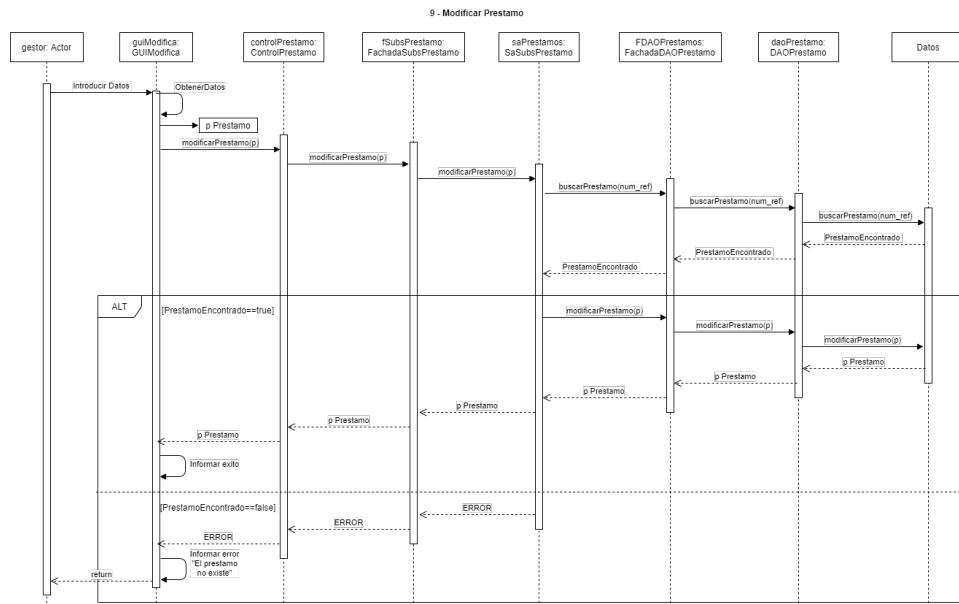 9 - Modificar Prestamo
gestor: Actor
guiModifica:
GUIModifica
controlPrestamo:
ControlPrestamo
fSubsPrestamo:
FachadaSubsPrestamo
saPrestamos:
SaSubsPrestamo
FDAOPrestamos:
FachadaDAOPrestamo
daoPrestamo:
DAOPrestamo
Datos
Introducir Datos
ObtenerDatos
p Prestamo
modificarPrestamo(p)
modificarPrestamo(p)
modificarPrestamo(p)
buscarPrestamo(num_ref)
buscarPrestamo(num_ref)
buscarPrestamo(num_ref)
PrestamoEncontrado
PrestamoEncontrado
PrestamoEncontrado
ALT
[PrestamoEncontrado==true]
modificarPrestamo(p)
modificarPrestamo(p)
modificarPrestamo(p)
p Prestamo
p Prestamo
p Prestamo
p Prestamo
p Prestamo
p Prestamo
Informar exito
[PrestamoEncontrado==false]
ERROR
ERROR
ERROR
Informar error
"El prestamo
no existe"
return